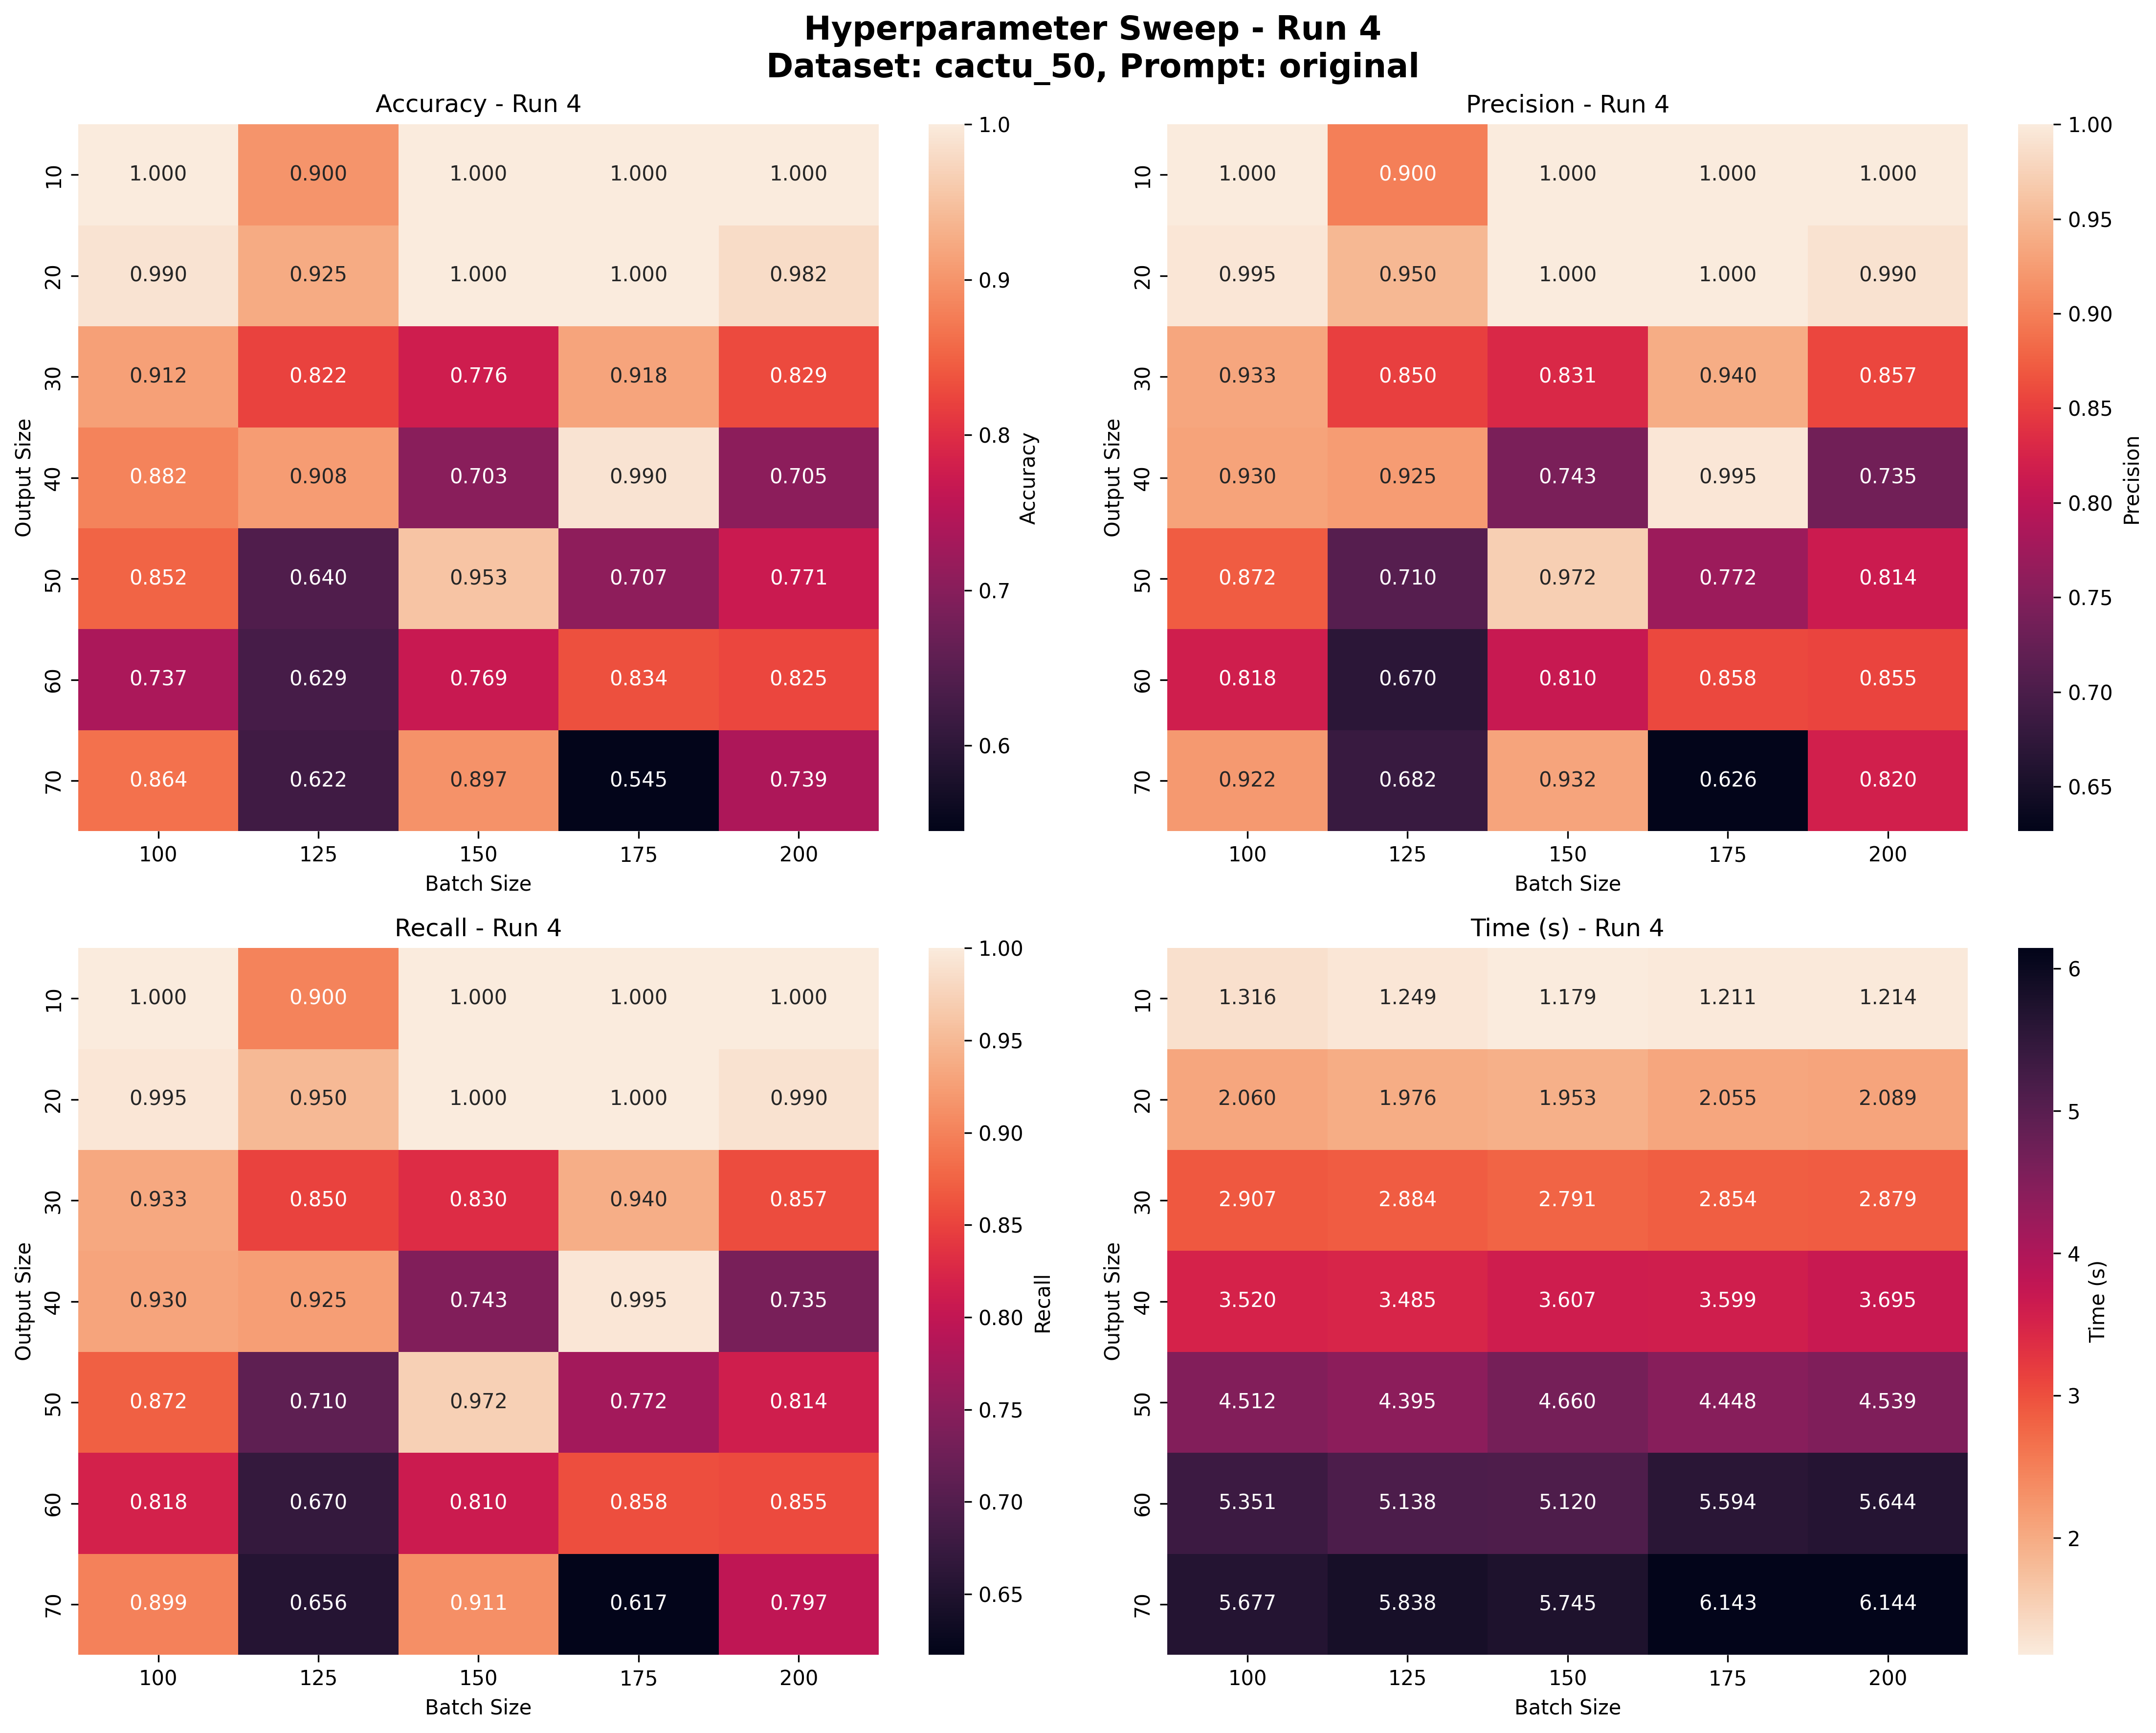 Hyperparameter Sweep - Run 4
Dataset: cactu_50, Prompt: original
Accuracy - Run 4
10 1.000 0.900 1.000 1.000 1.000
20 0.990 0.925 1.000 1.000 0.982
30 0.912 0.822 0.776 0.918 0.829
40 0.882 0.908 0.703 0.990 0.705
50 0.852 0.640 0.953 0.707 0.771
60 0.737 0.629 0.769 0.834 0.825
70 0.864 0.622 0.897 0.545 0.739
100 125 150 175 200
Batch Size
Output Size
1.0
0.9
0.8
0.7
0.6
Accuracy
Precision - Run 4
10 1.000 0.900 1.000 1.000 1.000
20 0.995 0.950 1.000 1.000 0.990
30 0.933 0.850 0.831 0.940 0.857
40 0.930 0.925 0.743 0.995 0.735
50 0.872 0.710 0.972 0.772 0.814
60 0.818 0.670 0.810 0.858 0.855
70 0.922 0.682 0.932 0.626 0.820
100 125 150 175 200
Batch Size
Output Size
1.00
0.95
0.90
0.85
0.80
0.75
0.70
0.65
Precision
Recall - Run 4
10 1.000 0.900 1.000 1.000 1.000
20 0.995 0.950 1.000 1.000 0.990
30 0.933 0.850 0.830 0.940 0.857
40 0.930 0.925 0.743 0.995 0.735
50 0.872 0.710 0.972 0.772 0.814
60 0.818 0.670 0.810 0.858 0.855
70 0.899 0.656 0.911 0.617 0.797
100 125 150 175 200
Batch Size
Output Size
1.00
0.95
0.90
0.85
0.80
0.75
0.70
0.65
Recall
Time (s) - Run 4
10 1.316 1.249 1.179 1.211 1.214
20 2.060 1.976 1.953 2.055 2.089
30 2.907 2.884 2.791 2.854 2.879
40 3.520 3.485 3.607 3.599 3.695
50 4.512 4.395 4.660 4.448 4.539
60 5.351 5.138 5.120 5.594 5.644
70 5.677 5.838 5.745 6.143 6.144
100 125 150 175 200
Batch Size
Output Size
6
5
4
3
2
Time (s)